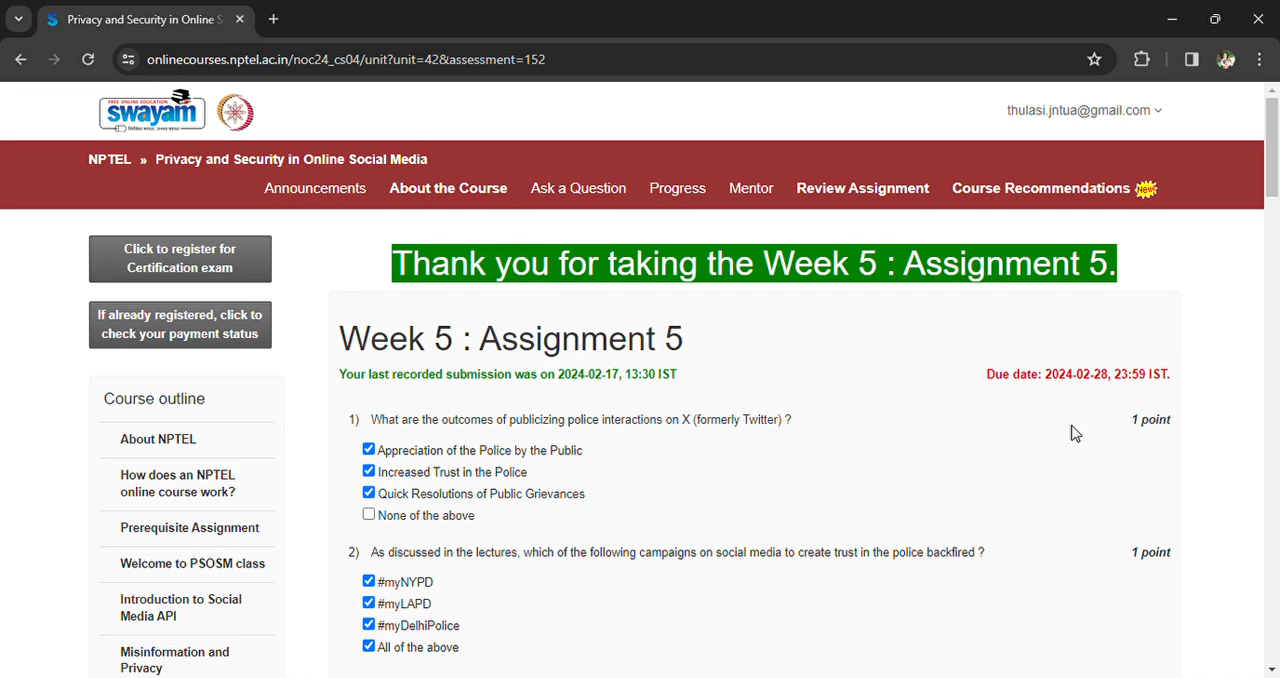 Privacy and Security in Online S
onlinecourses.nptel.ac.in/noc24_cs04/unit?unit=42&assessment=152
FREE ONLINE EDUCATION
swayam
thulasi.jntua@gmail.com
NPTEL » Privacy and Security in Online Social Media
Announcements About the Course Ask a Question Progress Mentor Review Assignment Course Recommendations New
Click to register for
Certification exam
If already registered, click to
check your payment status
Course outline
About NPTEL
How does an NPTEL
online course work?
Prerequisite Assignment
Welcome to PSOSM class
Introduction to Social
Media API
Misinformation and
Privacy
Thank you for taking the Week 5 : Assignment 5.
Week 5 : Assignment 5
Your last recorded submission was on 2024-02-17, 13:30 IST
Due date: 2024-02-28, 23:59 IST.
1) What are the outcomes of publicizing police interactions on X (formerly Twitter) ? 1 point
Appreciation of the Police by the Public
Increased Trust in the Police
Quick Resolutions of Public Grievances
None of the above
2) As discussed in the lectures, which of the following campaigns on social media to create trust in the police backfired ? 1 point
#myNYPD
#myLAPD
#myDelhiPolice
All of the above